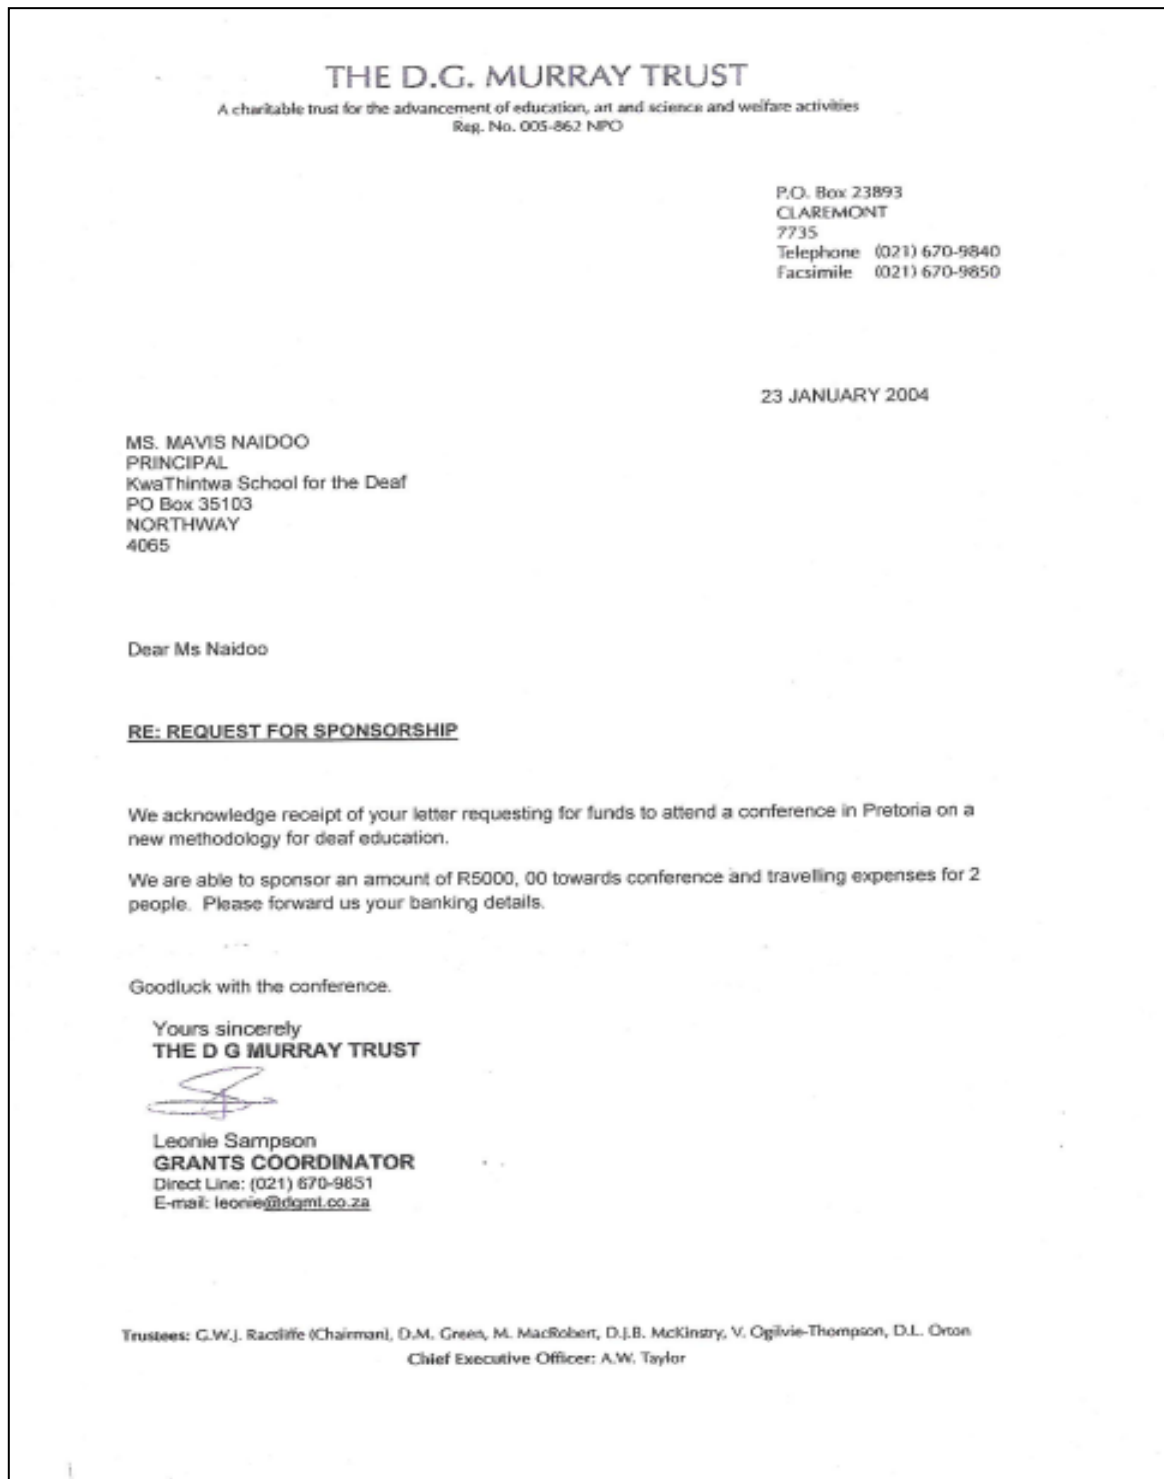 THE D.G. MURRAY TRUST
A charitable trust for the advancement of education, art and science and welfare activities
Reg. No. 005-862 NPO
P.O. Box 23893
CLAREMONT
7735
Telephone (021) 670-9840
Facsimile (021) 670-9850
23 JANUARY 2004
MS. MAVIS NAIDOO
PRINCIPAL
KwaThintwa School for the Deaf
PO Box 35103
NORTHWAY
4065
Dear Ms Naidoo
RE: REQUEST FOR SPONSORSHIP
We acknowledge receipt of your letter requesting for funds to attend a conference in Pretoria on a
new methodology for deaf education.
We are able to sponsor an amount of R5000, 00 towards conference and travelling expenses for 2
people. Please forward us your banking details.
Goodluck with the conference.
Yours sincerely
THE D G MURRAY TRUST
Leonie Sampson
GRANTS COORDINATOR
Direct Line: (021) 670-9851
E-mail: leonie@dgmt.co.za
Trustees: G.W.J. Ractliffe (Chairman), D.M. Green, M. MacRobert, D.J.B. McKinstry, V. Ogilvie-Thompson, D.L. Orton
Chief Executive Officer: A.W. Taylor